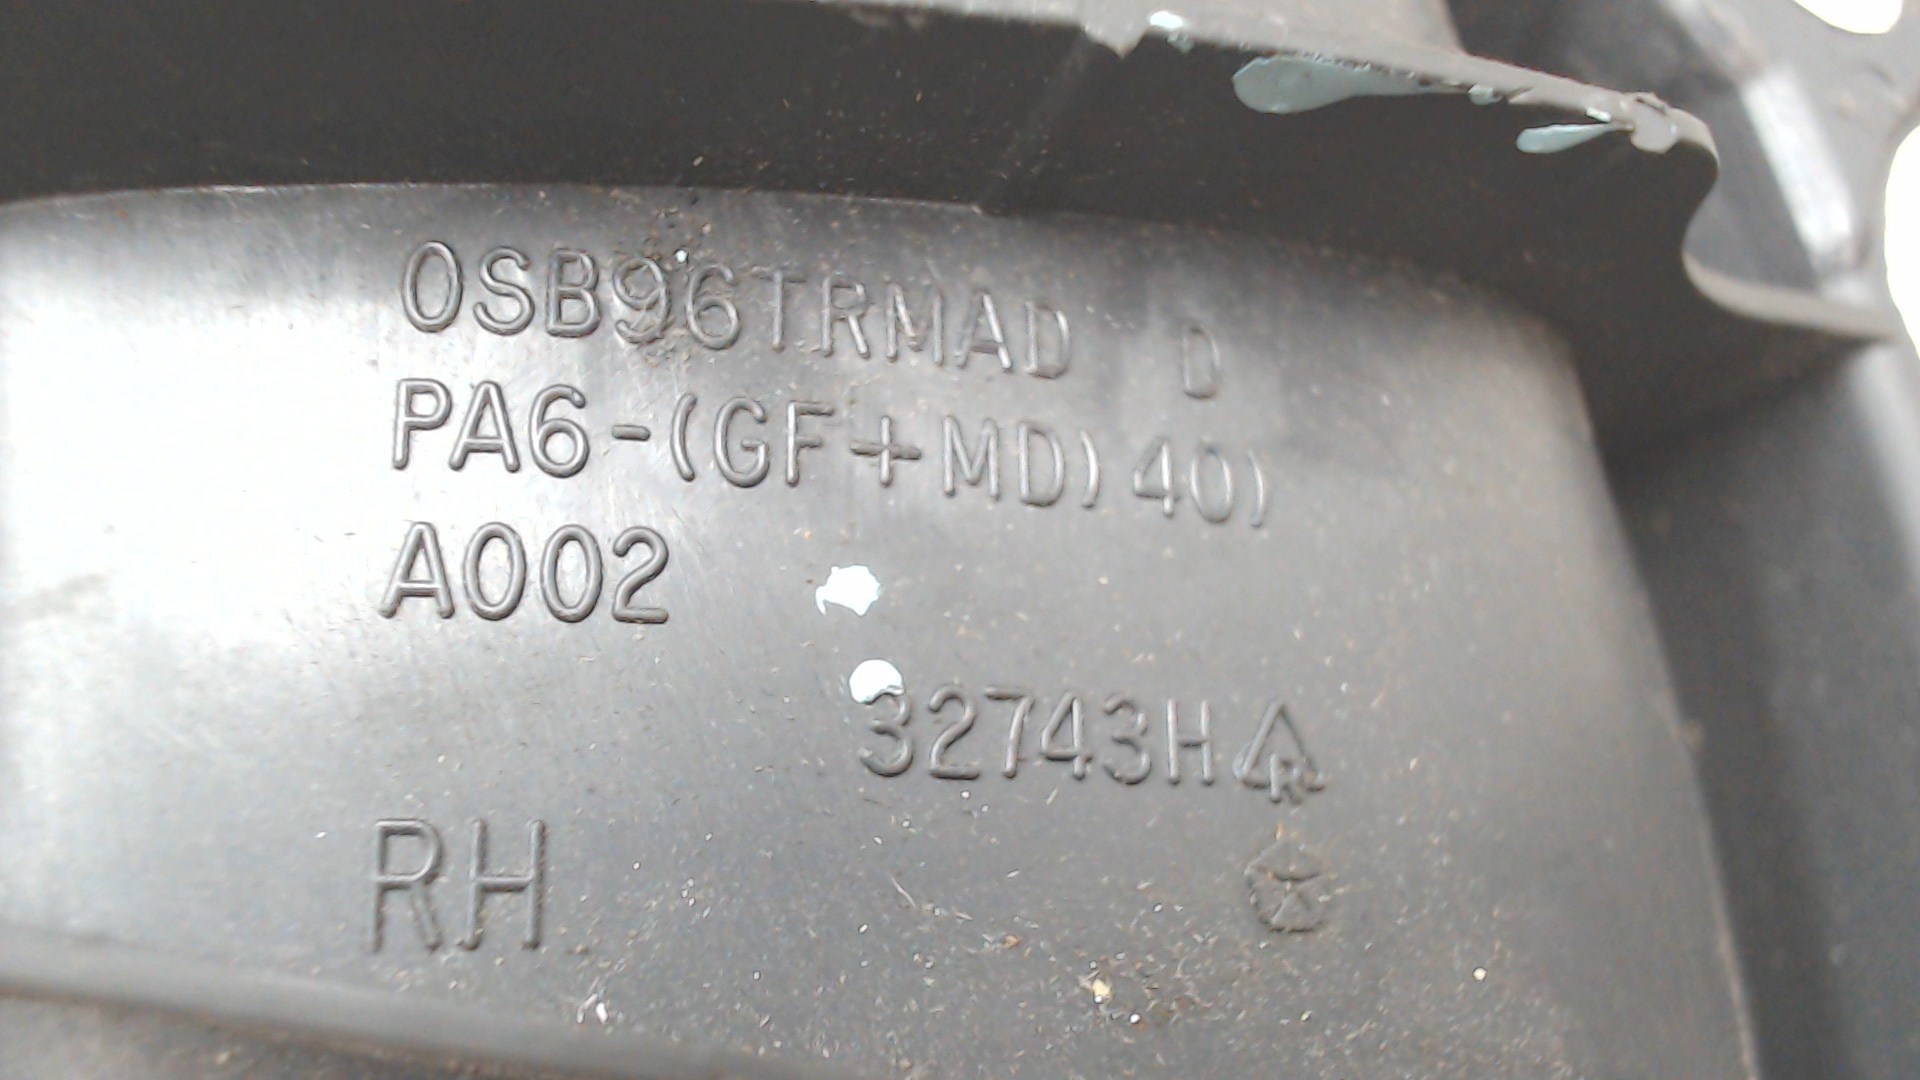 0SB96TRMAD D
PA6-(GF+MD)40)
A002
32743H
RH